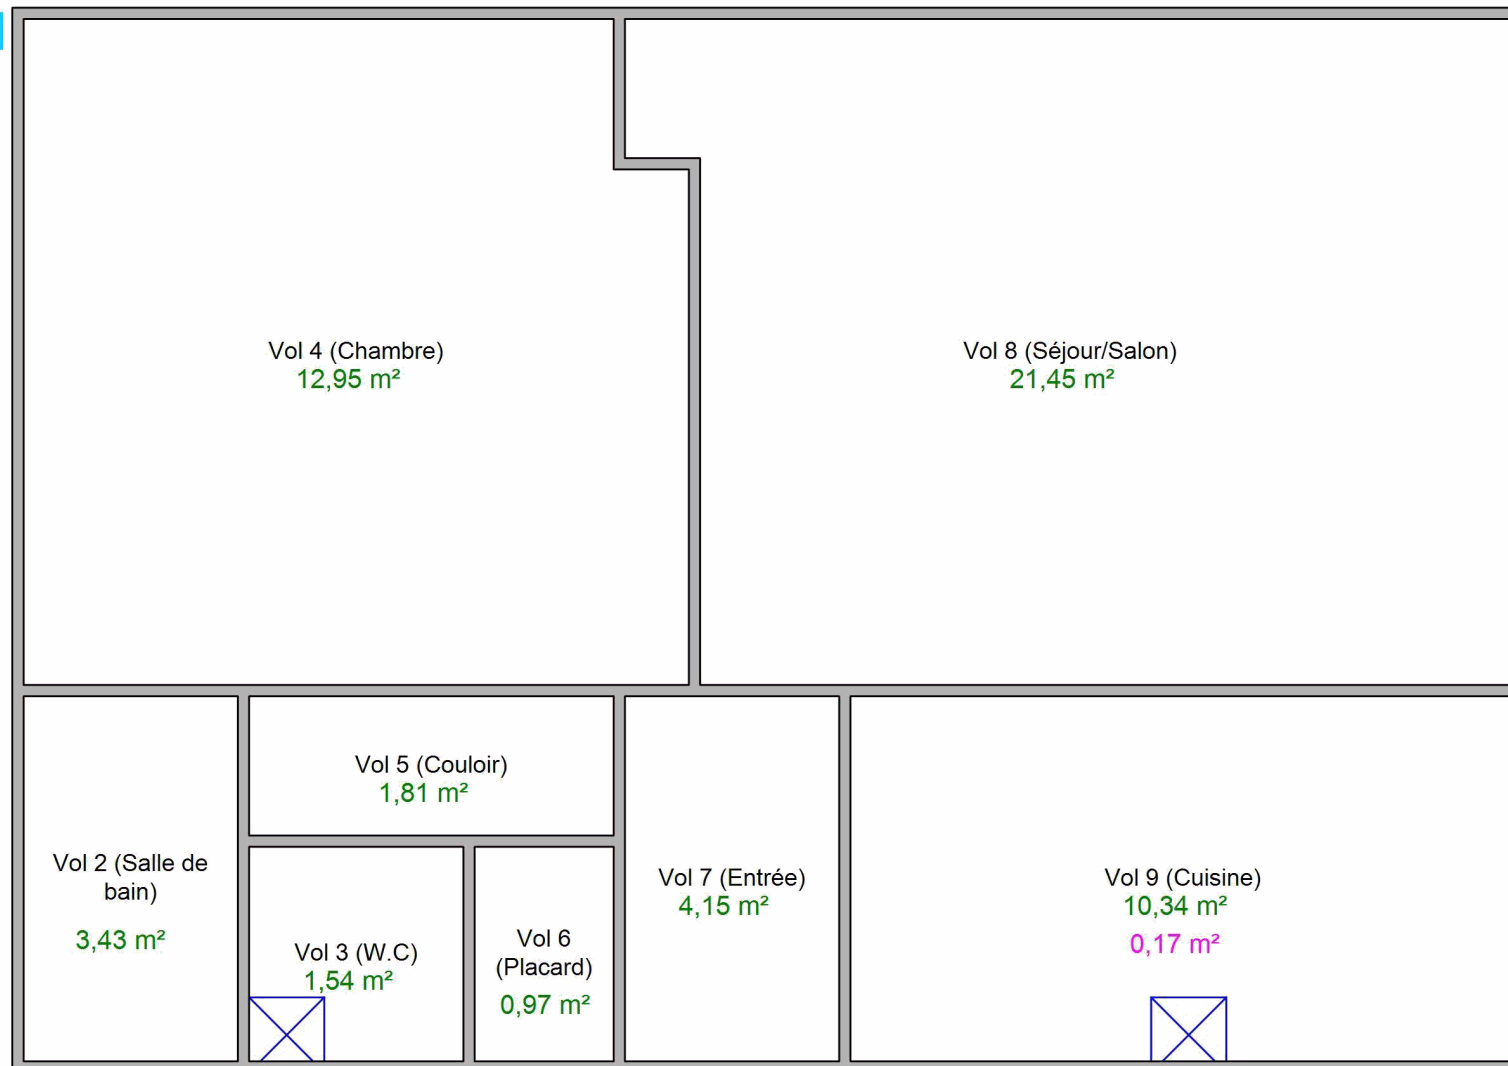 Vol 4 (Chambre)
12,95 m²
Vol 8 (Séjour/Salon)
21,45 m²
Vol 5 (Couloir)
1,81 m²
Vol 2 (Salle de
bain)
3,43 m²
Vol 3 (W.C)
1,54 m²
Vol 6
(Placard)
0,97 m²
Vol 7 (Entrée)
4,15 m²
Vol 9 (Cuisine)
10,34 m²
0,17 m²